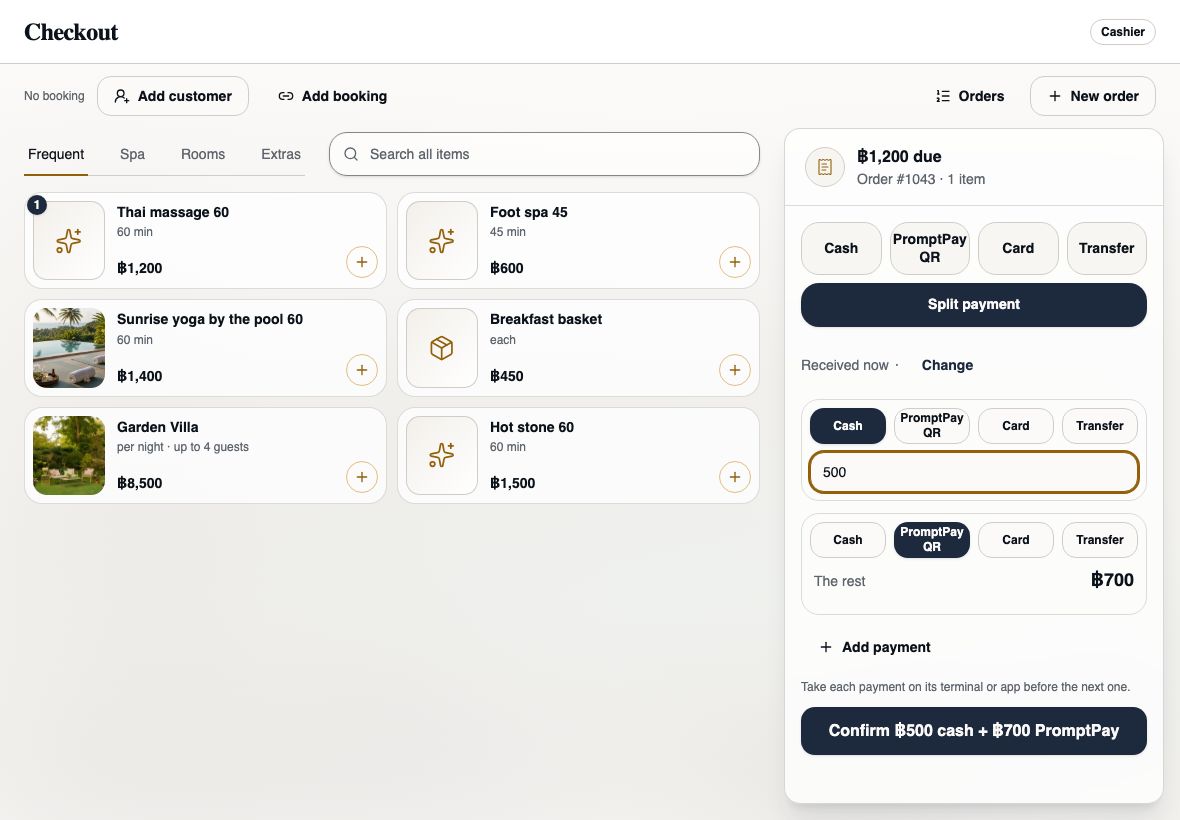 Checkout
Cashier
No booking
Add customer
Add booking
Orders
New order
Frequent
Spa
Rooms
Extras
Search all items
1
Thai massage 60
60 min
฿1,200
Foot spa 45
45 min
฿600
Sunrise yoga by the pool 60
60 min
฿1,400
Breakfast basket
each
฿450
Garden Villa
per night · up to 4 guests
฿8,500
Hot stone 60
60 min
฿1,500
฿1,200 due
Order #1043 · 1 item
Cash
PromptPay
QR
Card
Transfer
Split payment
Received now ·
Change
Cash
PromptPay
QR
Card
Transfer
500
Cash
PromptPay
QR
Card
Transfer
The rest
฿700
Add payment
Take each payment on its terminal or app before the next one.
Confirm ฿500 cash + ฿700 PromptPay